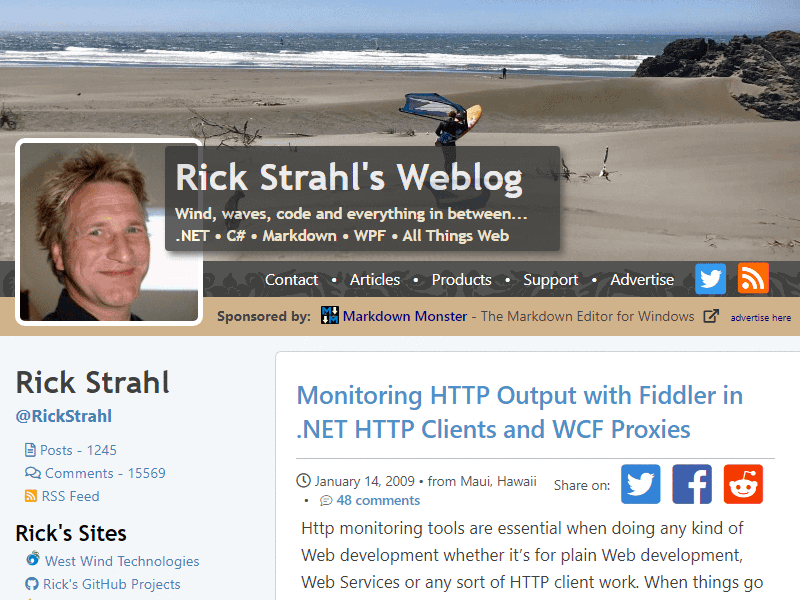 Rick Strahl's Weblog
Wind, waves, code and everything in between...
.NET • C# • Markdown • WPF • All Things Web
Contact • Articles • Products • Support • Advertise
Sponsored by: Markdown Monster - The Markdown Editor for Windows advertise here
Rick Strahl
@RickStrahl
Posts - 1245
Comments - 15569
RSS Feed
Rick's Sites
West Wind Technologies
Rick's GitHub Projects
Monitoring HTTP Output with Fiddler in
.NET HTTP Clients and WCF Proxies
January 14, 2009 • from Maui, Hawaii
• 48 comments
Share on:
Http monitoring tools are essential when doing any kind of
Web development whether it’s for plain Web development,
Web Services or any sort of HTTP client work. When things go